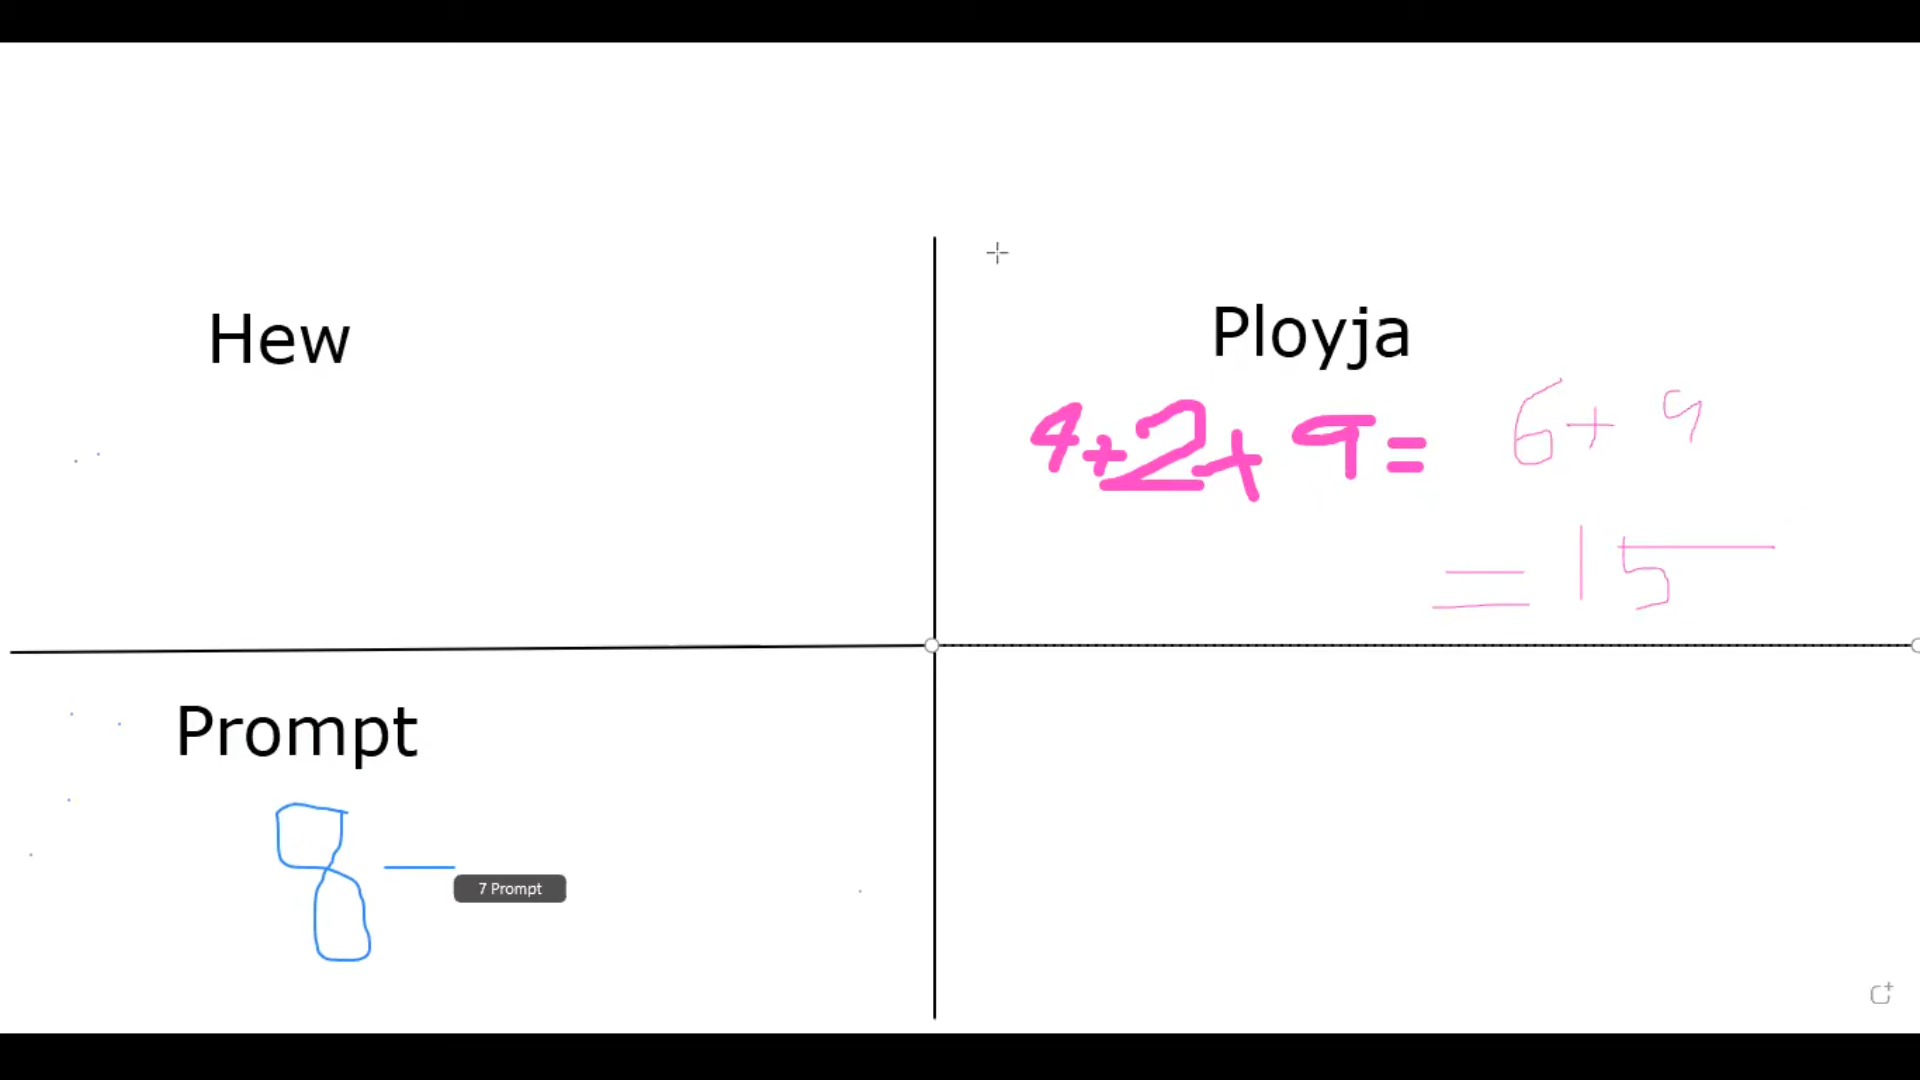 Hew
Ployja
4+2+9= 6+9
= 15
Prompt
8 —
7 Prompt